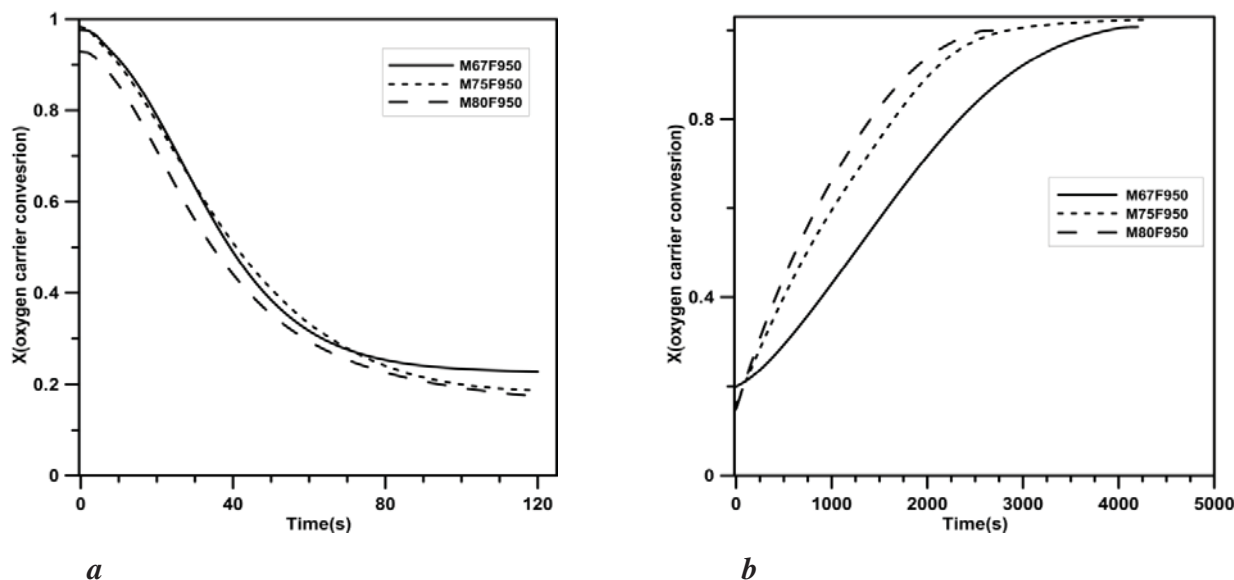 X(oxygen carrier convesrion)
1
0.8
0.6
0.4
0.2
0
0
40
80
120
Time(s)
M67F950
M75F950
M80F950
a
X(oxygen carrier convesrion)
0.8
0.4
0
0
1000
2000
3000
4000
5000
Time(s)
M67F950
M75F950
M80F950
b